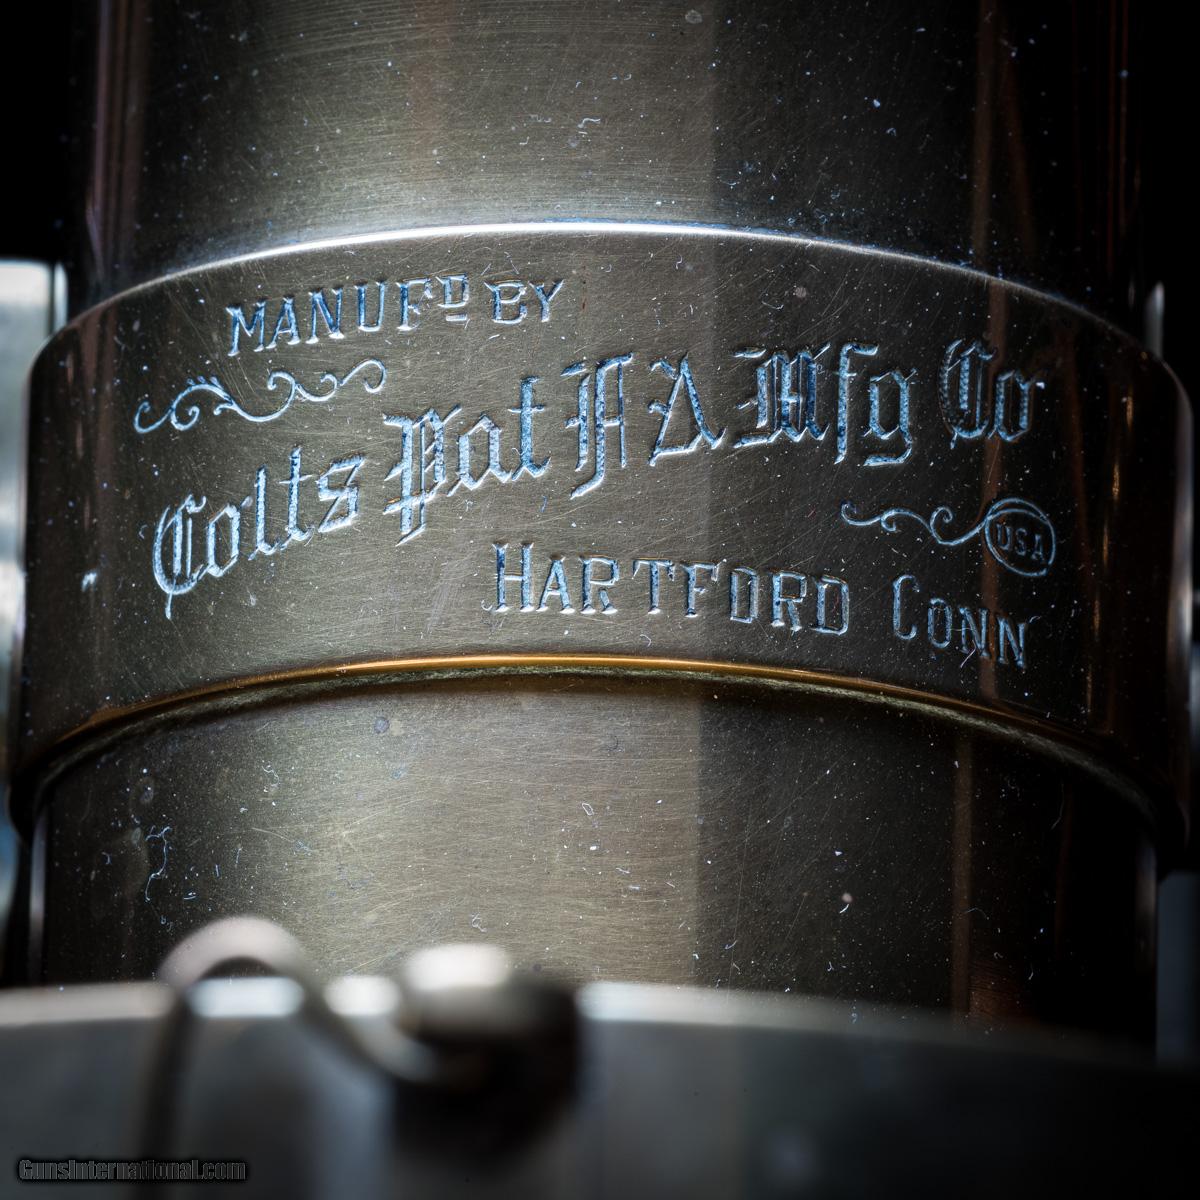 MANUFD BY
Colts Pat F A Mfg Co
HARTFORD CONN
USA
GunsInternational.com